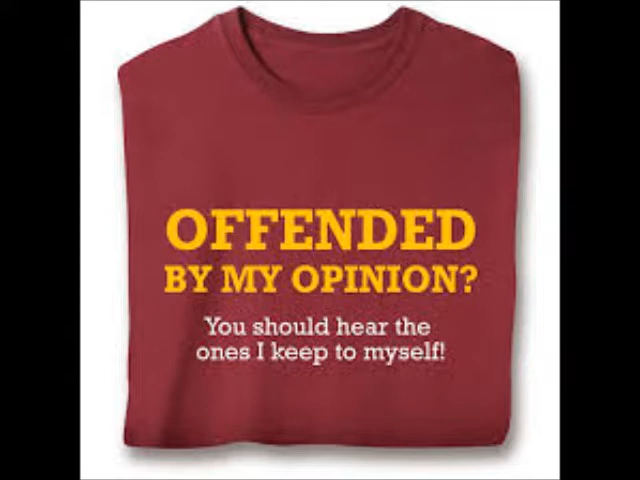 OFFENDED
BY MY OPINION?
You should hear the
ones I keep to myself!